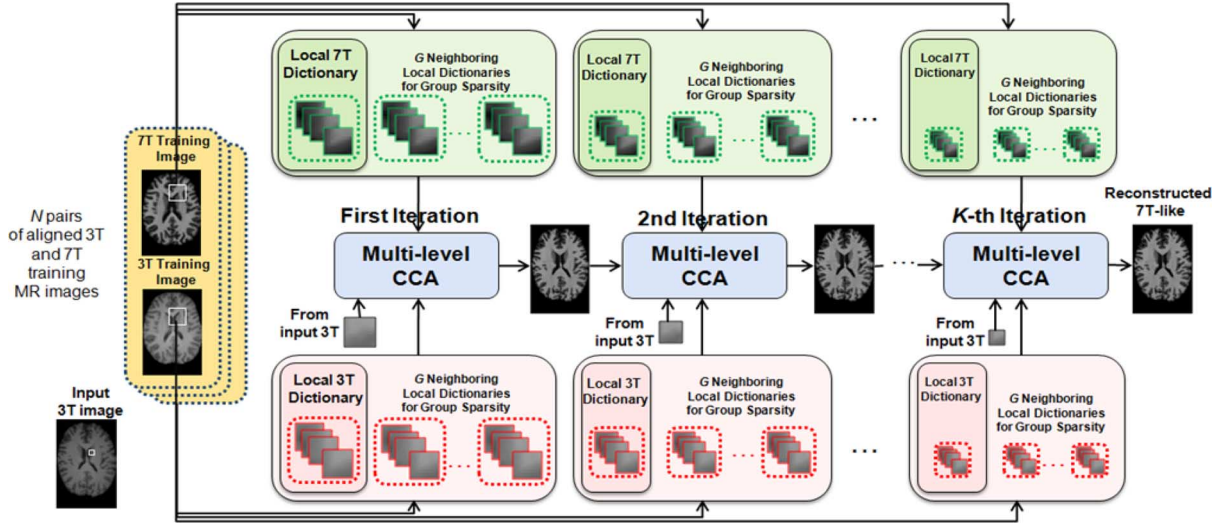 Local 7T
Dictionary
G Neighboring
Local Dictionaries
for Group Sparsity
...
Local 7T
Dictionary
G Neighboring
Local Dictionaries
for Group Sparsity
...
...
Local 7T
Dictionary
G Neighboring
Local Dictionaries
for Group Sparsity
...
N pairs
of aligned 3T
and 7T
training
MR images
7T Training
Image
3T Training
Image
First Iteration
Multi-level
CCA
From
input 3T
2nd Iteration
Multi-level
CCA
From
input 3T
...
K-th Iteration
Multi-level
CCA
From
input 3T
Reconstructed
7T-like
Input
3T image
Local 3T
Dictionary
G Neighboring
Local Dictionaries
for Group Sparsity
...
Local 3T
Dictionary
G Neighboring
Local Dictionaries
for Group Sparsity
...
...
Local 3T
Dictionary
G Neighboring
Local Dictionaries
for Group Sparsity
...